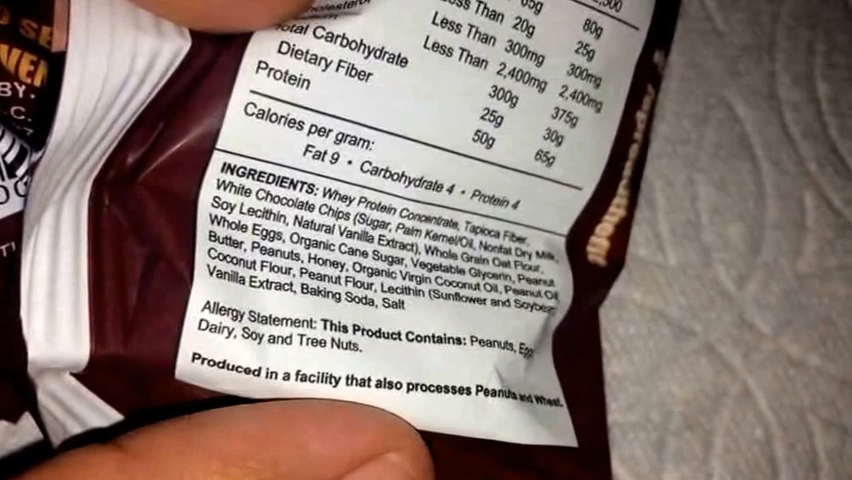 65g 80g
Less Than 20g 25g
Less Than 300mg 300mg
Less Than 2,400mg 2,400mg
Total Carbohydrate 300g 375g
Dietary Fiber 25g 30g
Protein 50g 65g
Calories per gram:
Fat 9 • Carbohydrate 4 • Protein 4
INGREDIENTS: Whey Protein Concentrate, Tapioca Fiber,
White Chocolate Chips (Sugar, Palm Kernel Oil, Nonfat Dry Milk,
Soy Lecithin, Natural Vanilla Extract), Whole Grain Oat Flour,
Whole Eggs, Organic Cane Sugar, Vegetable Glycerin, Peanut
Butter, Peanuts, Honey, Organic Virgin Coconut Oil, Peanut Oil
Coconut Flour, Peanut Flour, Lecithin (Sunflower and Soybean
Vanilla Extract, Baking Soda, Salt
Allergy Statement: This Product Contains: Peanuts, Egg
Dairy, Soy and Tree Nuts.
Produced in a facility that also processes Peanuts and Wheat.
BY:
C.